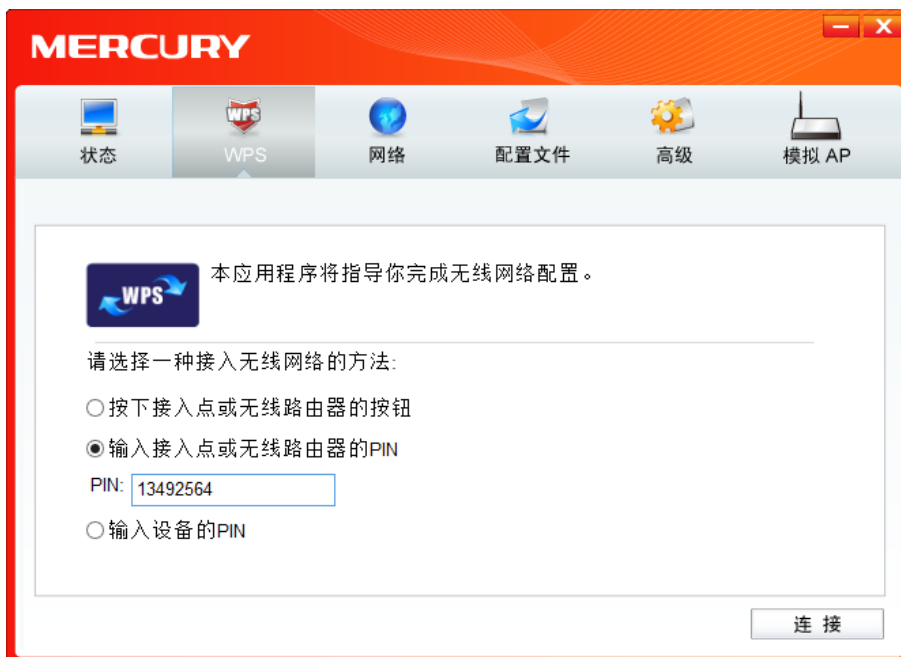 MERCURY
状态
WPS
WPS
网络
配置文件
高级
模拟 AP
WPS
本应用程序将指导你完成无线网络配置。
请选择一种接入无线网络的方法:
按下接入点或无线路由器的按钮
输入接入点或无线路由器的PIN
PIN: 13492564
输入设备的PIN
连 接